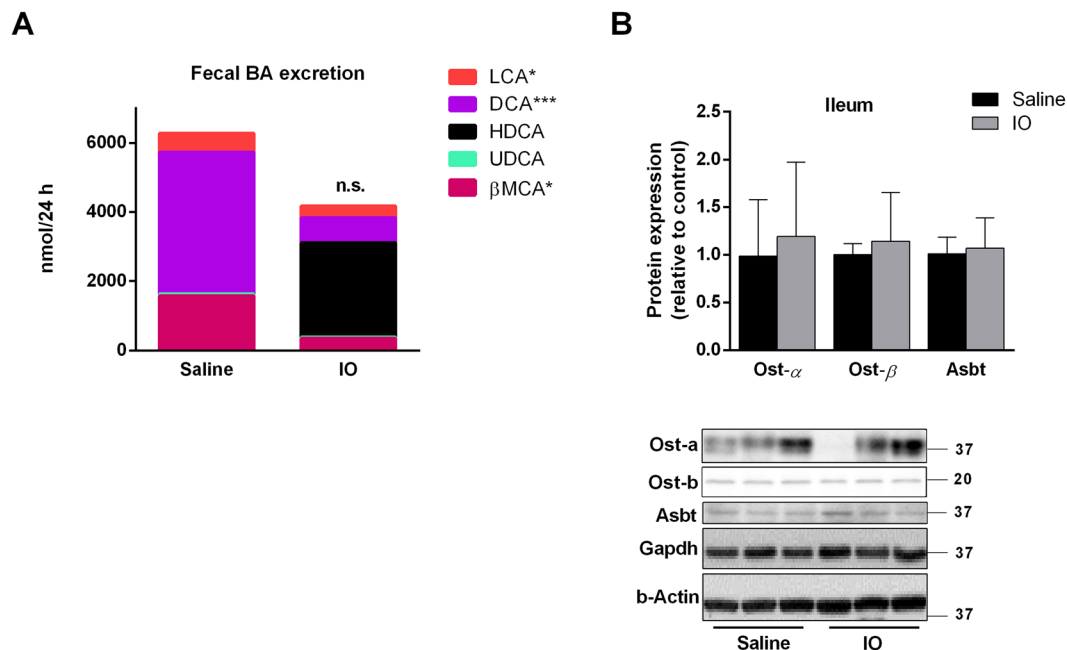 A
Fecal BA excretion
nmol/24 h
6000
4000
2000
0
n.s.
Saline
IO
LCA*
DCA***
HDCA
UDCA
βMCA*
B
Ileum
Saline
IO
Protein expression
(relative to control)
2.5
2.0
1.5
1.0
0.5
0.0
Ost-α
Ost-β
Asbt
Ost-a
37
Ost-b
20
Asbt
37
Gapdh
37
b-Actin
37
Saline
IO